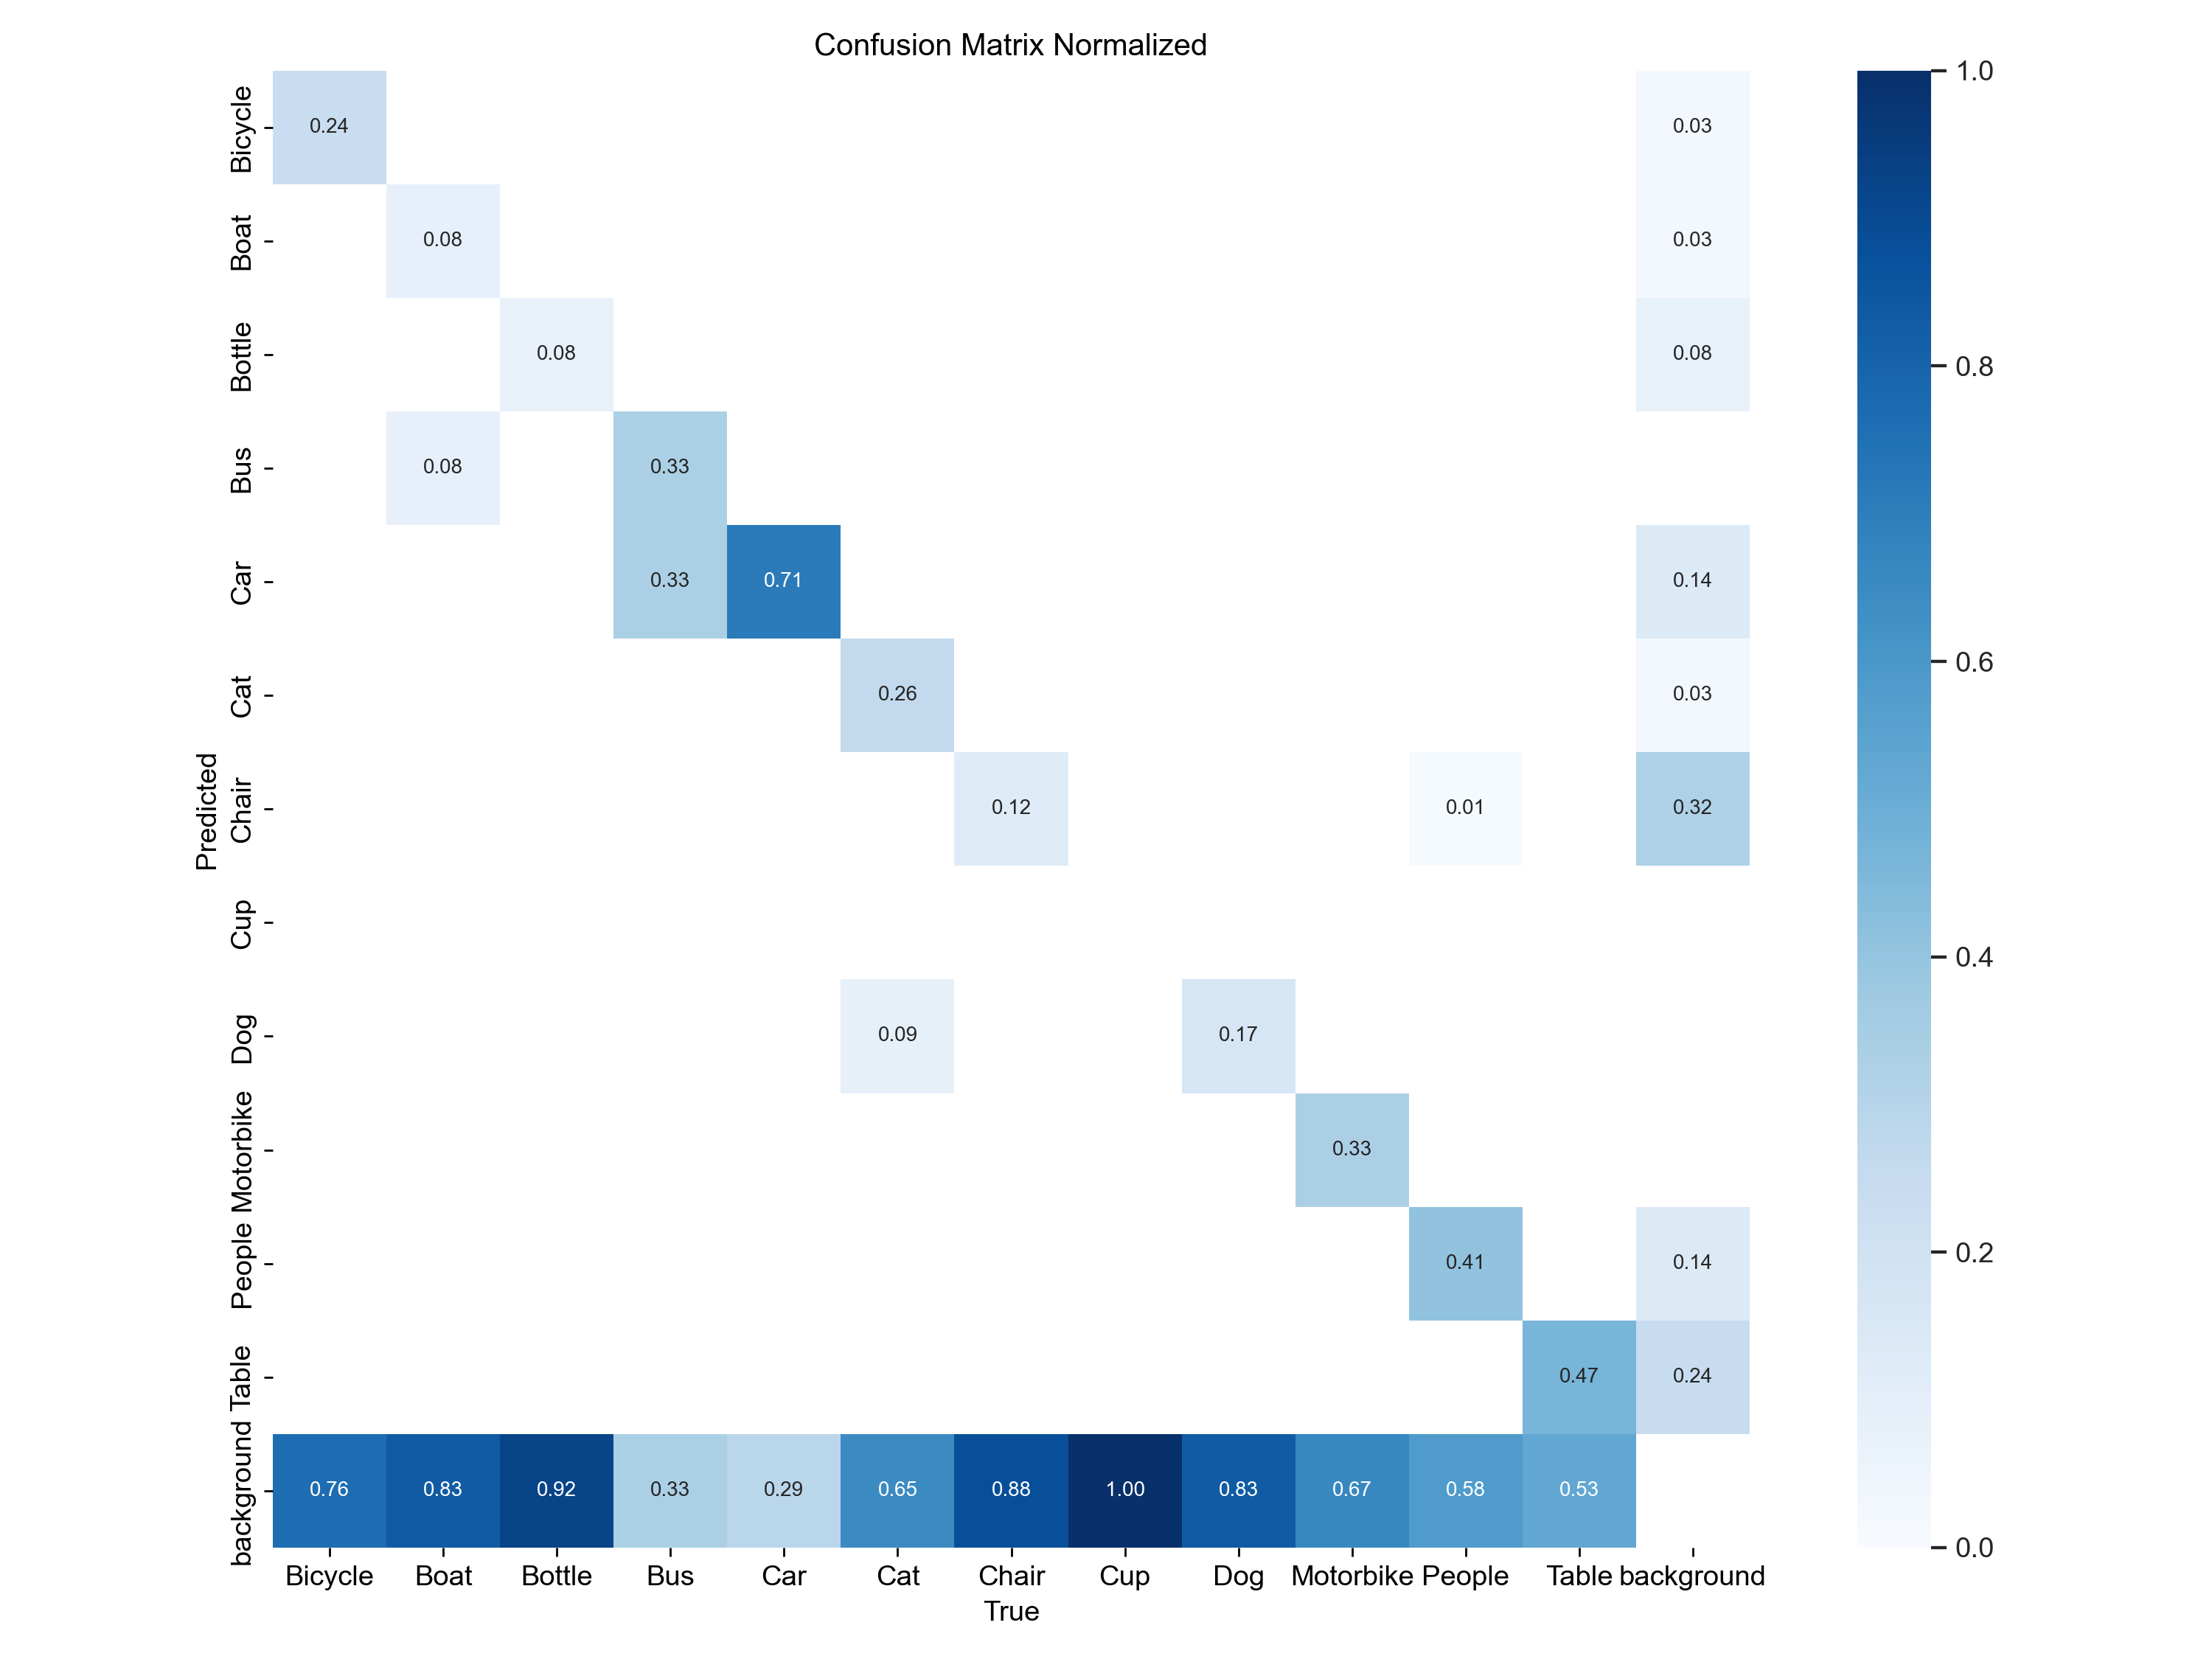 Confusion Matrix Normalized
Predicted
Bicycle
0.24
0.03
Boat
0.08
0.03
Bottle
0.08
0.08
Bus
0.08
0.33
Car
0.33
0.71
0.14
Cat
0.26
0.03
Chair
0.12
0.01
0.32
Cup
Dog
0.09
0.17
Motorbike
0.33
People
0.41
0.14
Table
0.47
0.24
background
0.76
0.83
0.92
0.33
0.29
0.65
0.88
1.00
0.83
0.67
0.58
0.53
Bicycle
Boat
Bottle
Bus
Car
Cat
Chair
Cup
Dog
Motorbike
People
Table
background
True
1.0
0.8
0.6
0.4
0.2
0.0